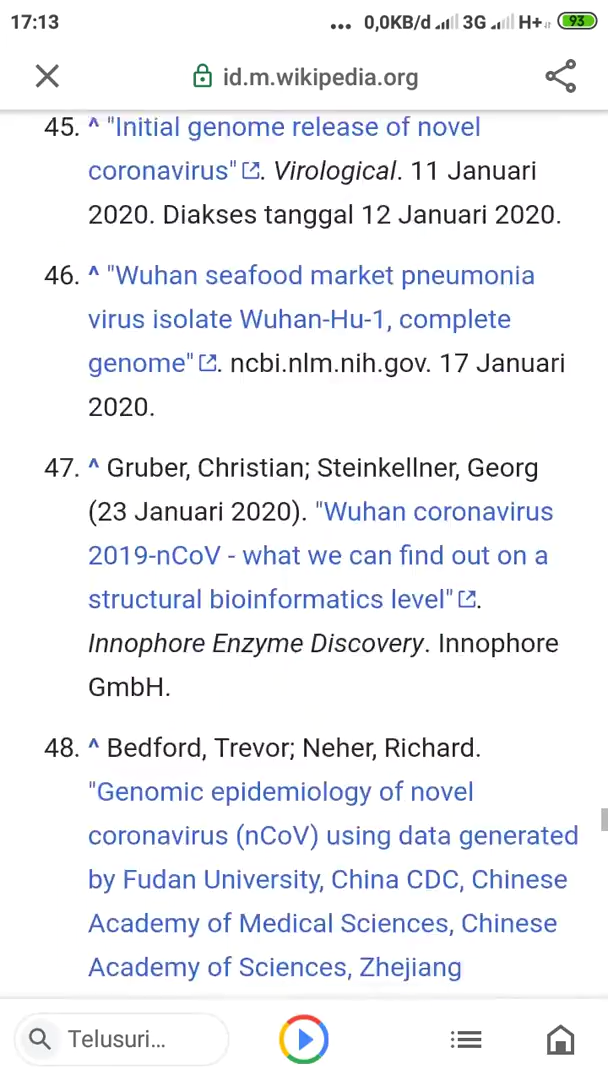 17:13 ... 0,0KB/d 3G H+ 93
id.m.wikipedia.org
45. ^ "Initial genome release of novel
coronavirus". Virological. 11 Januari
2020. Diakses tanggal 12 Januari 2020.
46. ^ "Wuhan seafood market pneumonia
virus isolate Wuhan-Hu-1, complete
genome". ncbi.nlm.nih.gov. 17 Januari
2020.
47. ^ Gruber, Christian; Steinkellner, Georg
(23 Januari 2020). "Wuhan coronavirus
2019-nCoV - what we can find out on a
structural bioinformatics level".
Innophore Enzyme Discovery. Innophore
GmbH.
48. ^ Bedford, Trevor; Neher, Richard.
"Genomic epidemiology of novel
coronavirus (nCoV) using data generated
by Fudan University, China CDC, Chinese
Academy of Medical Sciences, Chinese
Academy of Sciences, Zhejiang
Telusuri...